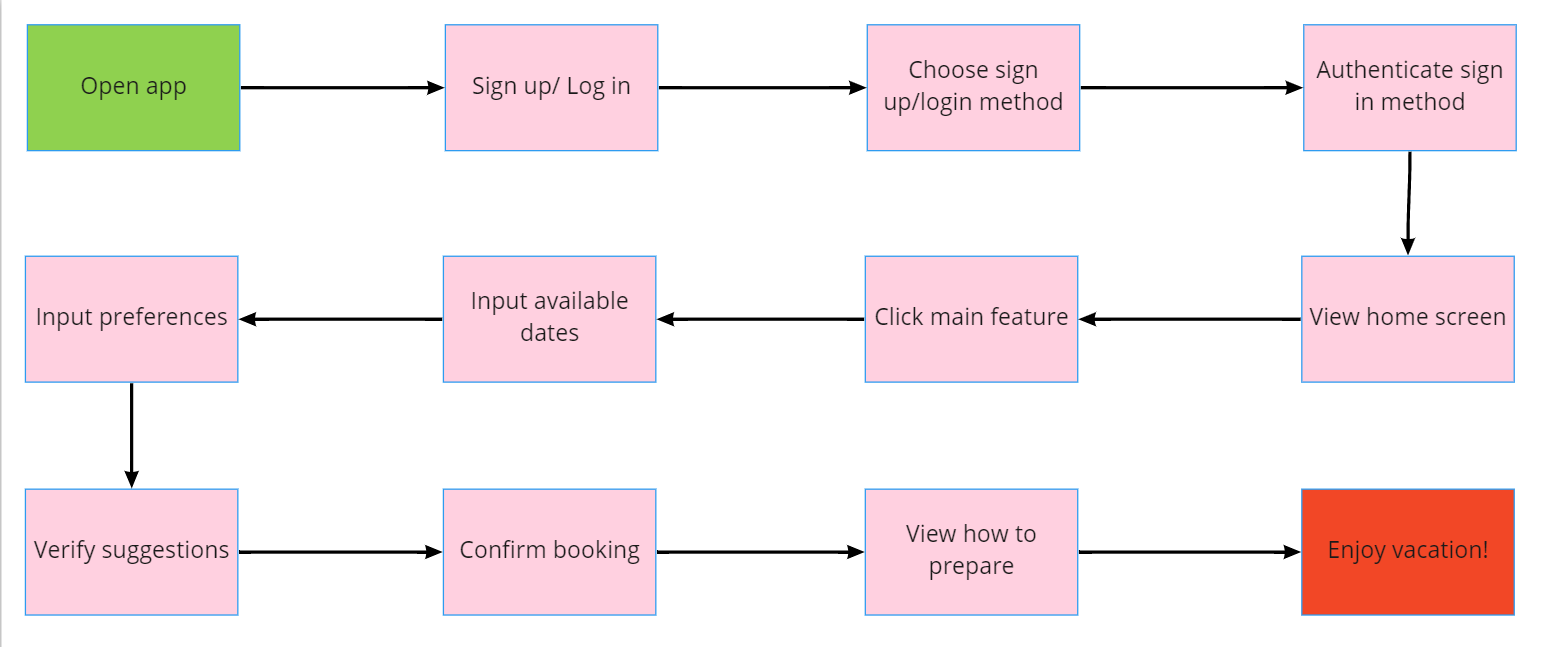 Open app
Sign up/ Log in
Choose sign
up/login method
Authenticate sign
in method
View home screen
Click main feature
Input available
dates
Input preferences
Verify suggestions
Confirm booking
View how to
prepare
Enjoy vacation!